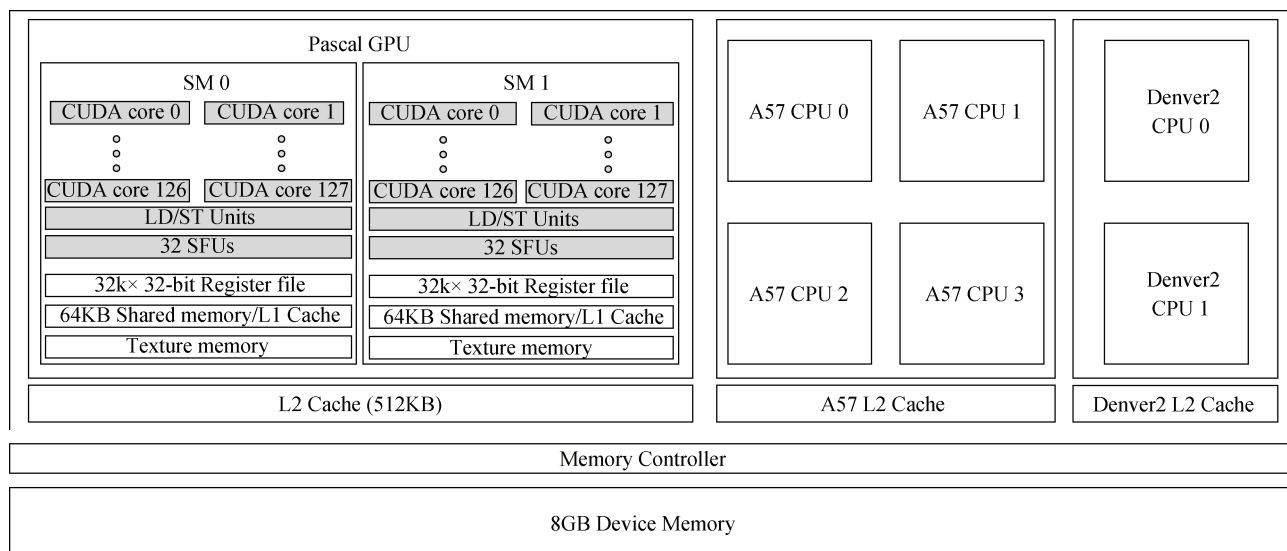 Pascal GPU
SM 0
CUDA core 0
CUDA core 1
CUDA core 126
CUDA core 127
LD/ST Units
32 SFUs
32k× 32-bit Register file
64KB Shared memory/L1 Cache
Texture memory
SM 1
CUDA core 0
CUDA core 1
CUDA core 126
CUDA core 127
LD/ST Units
32 SFUs
32k× 32-bit Register file
64KB Shared memory/L1 Cache
Texture memory
L2 Cache (512KB)
A57 CPU 0
A57 CPU 1
A57 CPU 2
A57 CPU 3
A57 L2 Cache
Denver2
CPU 0
Denver2
CPU 1
Denver2 L2 Cache
Memory Controller
8GB Device Memory